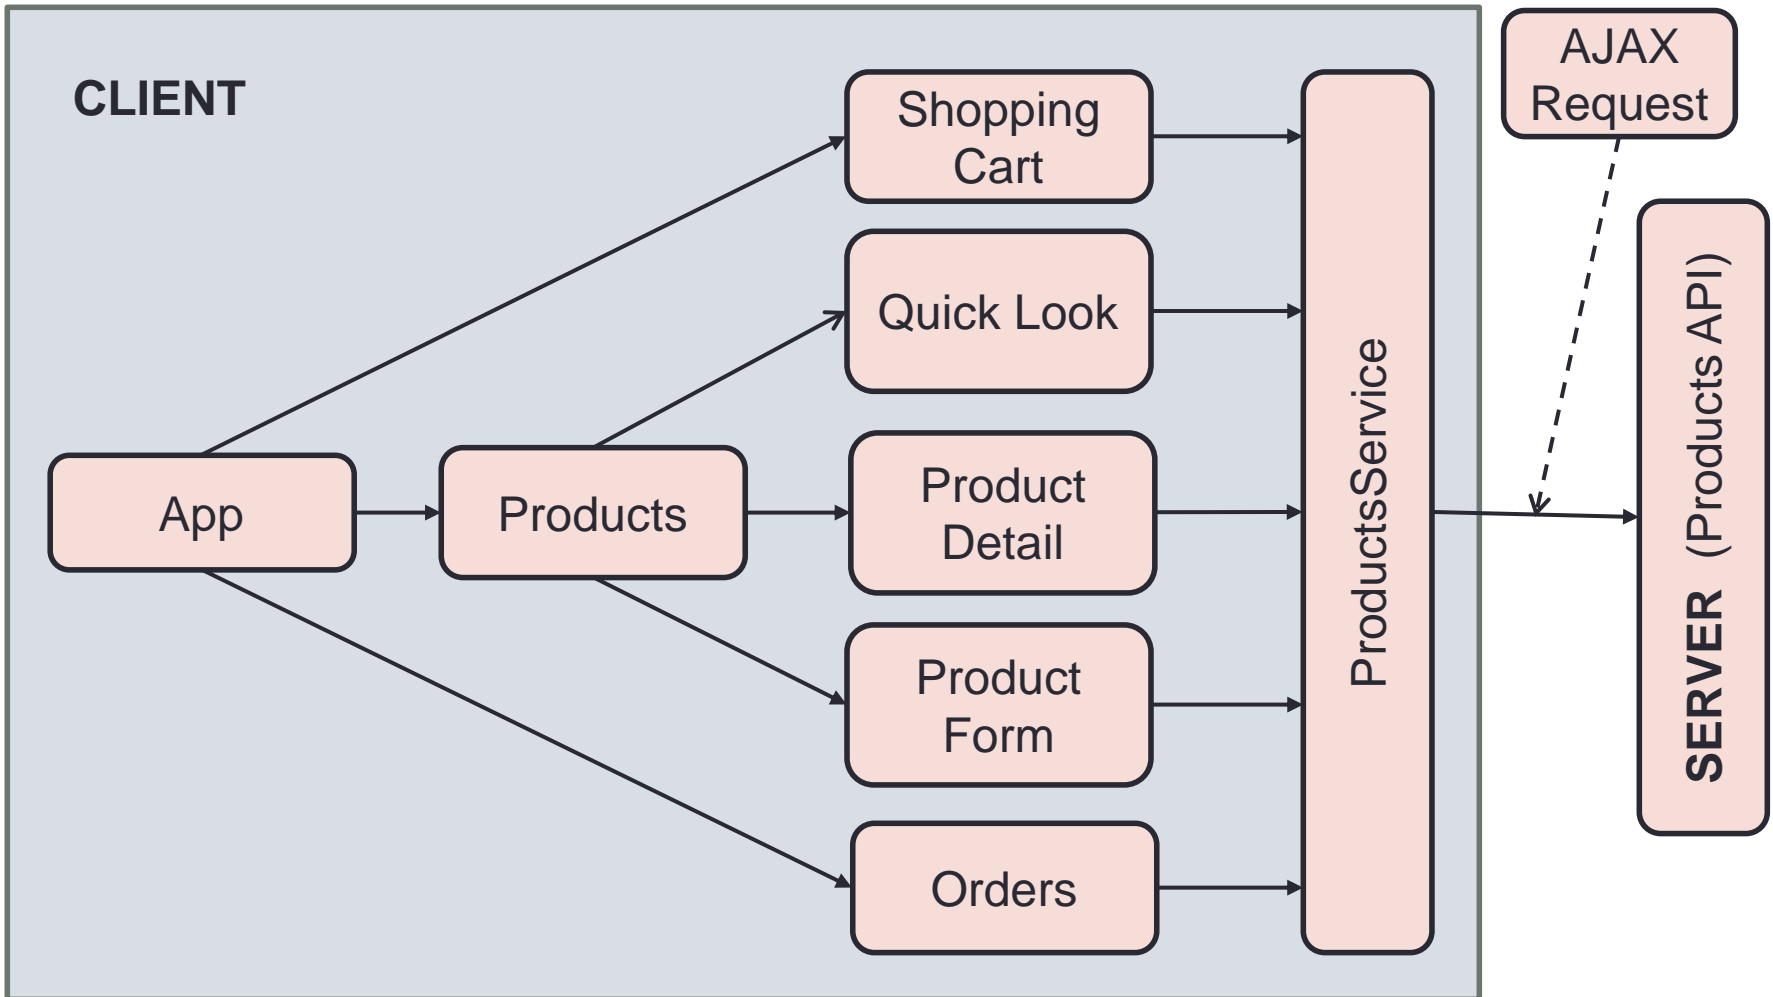 CLIENT
AJAX
Request
Shopping
Cart
Quick Look
App
Products
Product
Detail
Product
Form
Orders
ProductsService
SERVER (Products API)